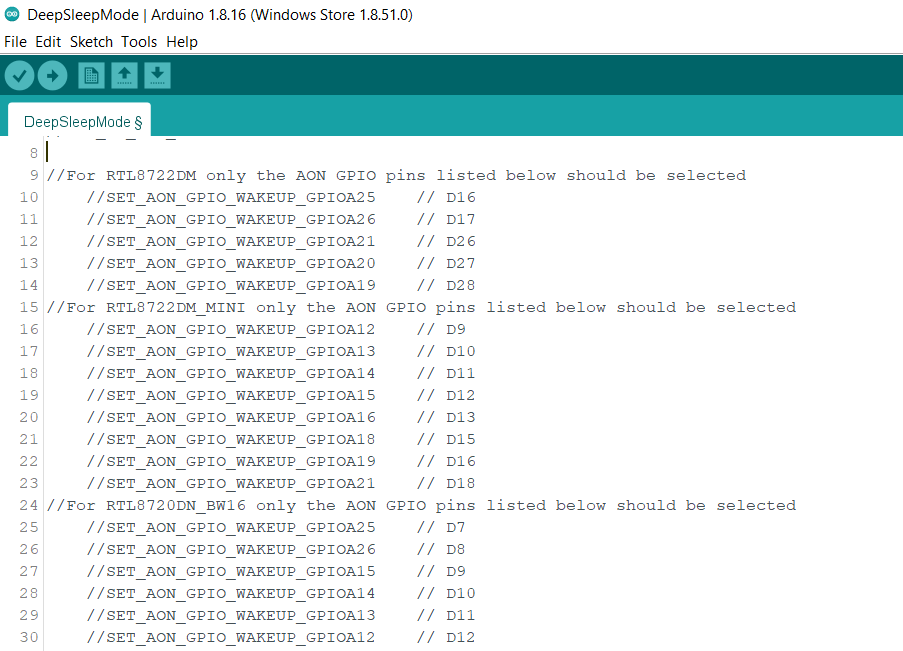 DeepSleepMode | Arduino 1.8.16 (Windows Store 1.8.51.0)
File Edit Sketch Tools Help
DeepSleepMode §
8
9 //For RTL8722DM only the AON GPIO pins listed below should be selected
10 //SET_AON_GPIO_WAKEUP_GPIOA25 // D16
11 //SET_AON_GPIO_WAKEUP_GPIOA26 // D17
12 //SET_AON_GPIO_WAKEUP_GPIOA21 // D26
13 //SET_AON_GPIO_WAKEUP_GPIOA20 // D27
14 //SET_AON_GPIO_WAKEUP_GPIOA19 // D28
15 //For RTL8722DM_MINI only the AON GPIO pins listed below should be selected
16 //SET_AON_GPIO_WAKEUP_GPIOA12 // D9
17 //SET_AON_GPIO_WAKEUP_GPIOA13 // D10
18 //SET_AON_GPIO_WAKEUP_GPIOA14 // D11
19 //SET_AON_GPIO_WAKEUP_GPIOA15 // D12
20 //SET_AON_GPIO_WAKEUP_GPIOA16 // D13
21 //SET_AON_GPIO_WAKEUP_GPIOA18 // D15
22 //SET_AON_GPIO_WAKEUP_GPIOA19 // D16
23 //SET_AON_GPIO_WAKEUP_GPIOA21 // D18
24 //For RTL8720DN_BW16 only the AON GPIO pins listed below should be selected
25 //SET_AON_GPIO_WAKEUP_GPIOA25 // D7
26 //SET_AON_GPIO_WAKEUP_GPIOA26 // D8
27 //SET_AON_GPIO_WAKEUP_GPIOA15 // D9
28 //SET_AON_GPIO_WAKEUP_GPIOA14 // D10
29 //SET_AON_GPIO_WAKEUP_GPIOA13 // D11
30 //SET_AON_GPIO_WAKEUP_GPIOA12 // D12